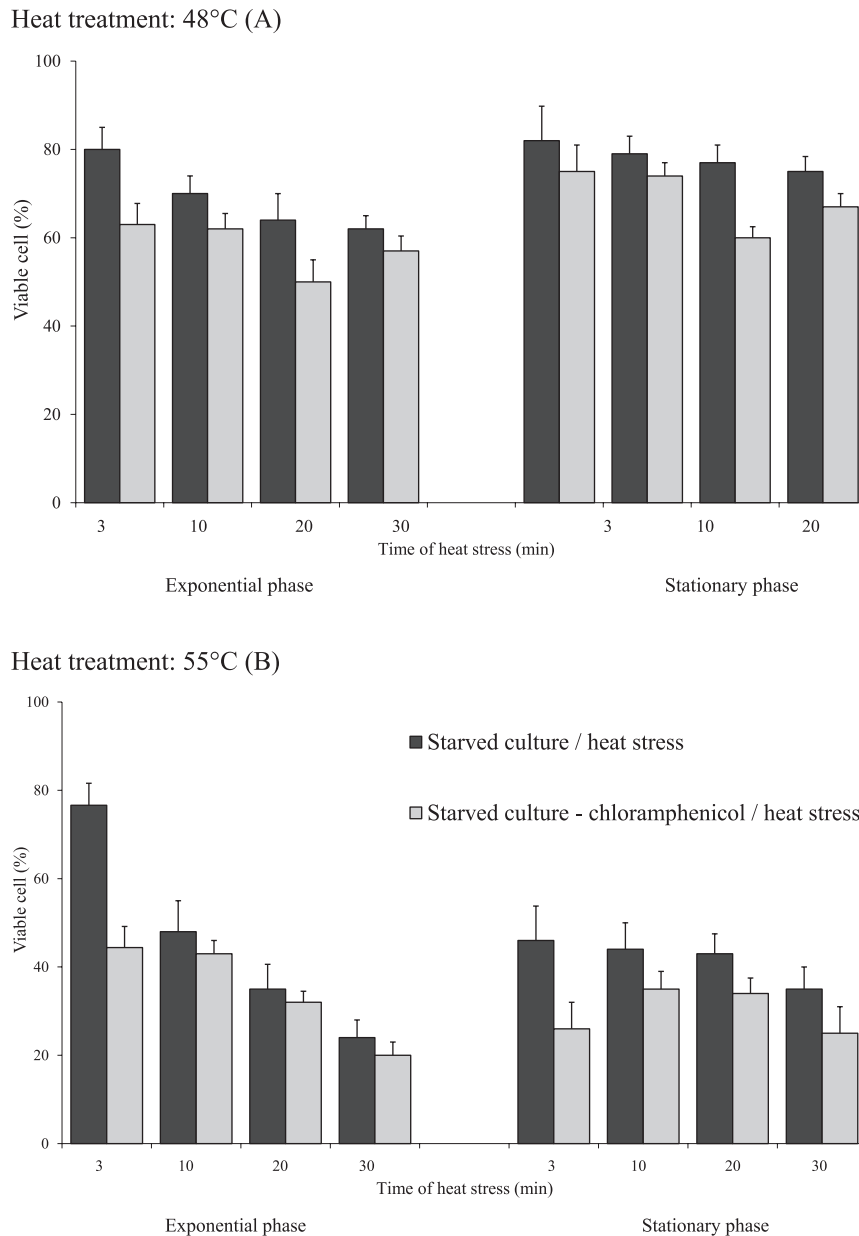 Heat treatment: 48°C (A)
100
80
60
40
20
0
Viable cell (%)
3 10 20 30 3 10 20
Time of heat stress (min)
Exponential phase Stationary phase
Heat treatment: 55°C (B)
100
80
60
40
20
0
Viable cell (%)
Starved culture / heat stress
Starved culture - chloramphenicol / heat stress
3 10 20 30 3 10 20 30
Time of heat stress (min)
Exponential phase Stationary phase